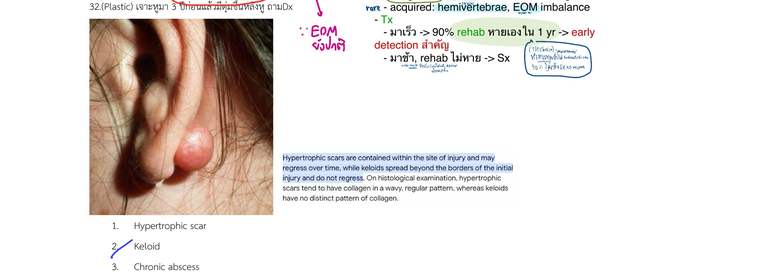 32.(Plastic) เจาะหูมา 3 ปีก่อนแล้วมีตุ่มขึ้นหลังหู ถามDx
∵ EOM
ยังปกติ
rare - acquired: hemivertebrae, EOM imbalance
- Tx
- มาเร็ว -> 90% rehab หายเองใน 1 yr -> early
detection สำคัญ
- มาช้า, rehab ไม่หาย -> Sx
Hypertrophic scars are contained within the site of injury and may
regress over time, while keloids spread beyond the borders of the initial
injury and do not regress. On histological examination, hypertrophic
scars tend to have collagen in a wavy, regular pattern, whereas keloids
have no distinct pattern of collagen.
1. Hypertrophic scar
2. Keloid
3. Chronic abscess